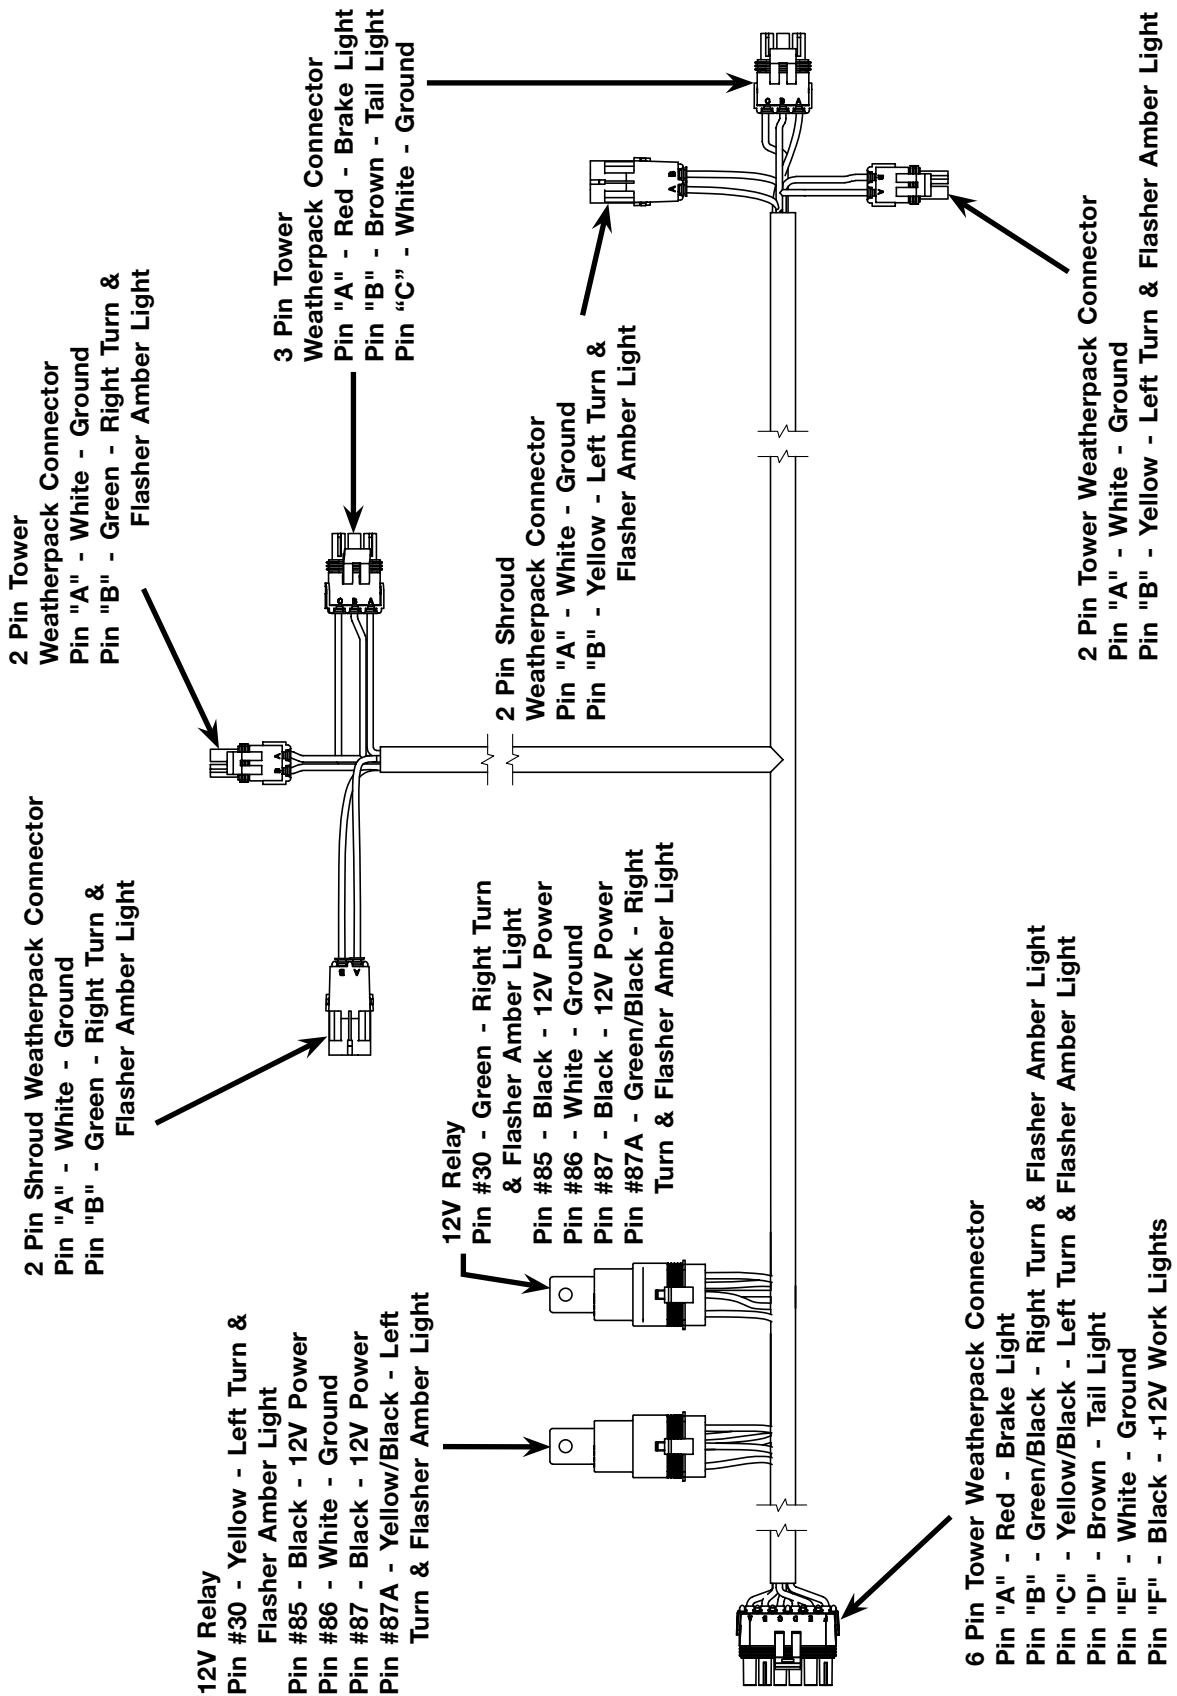 12V Relay
Pin #30 - Yellow - Left Turn &
Flasher Amber Light
Pin #85 - Black - 12V Power
Pin #86 - White - Ground
Pin #87 - Black - 12V Power
Pin #87A - Yellow/Black - Left
Turn & Flasher Amber Light
2 Pin Shroud Weatherpack Connector
Pin "A" - White - Ground
Pin "B" - Green - Right Turn &
Flasher Amber Light
2 Pin Tower
Weatherpack Connector
Pin "A" - White - Ground
Pin "B" - Green - Right Turn &
Flasher Amber Light
3 Pin Tower
Weatherpack Connector
Pin "A" - Red - Brake Light
Pin "B" - Brown - Tail Light
Pin “C” - White - Ground
12V Relay
Pin #30 - Green - Right Turn
& Flasher Amber Light
Pin #85 - Black - 12V Power
Pin #86 - White - Ground
Pin #87 - Black - 12V Power
Pin #87A - Green/Black - Right
Turn & Flasher Amber Light
2 Pin Shroud
Weatherpack Connector
Pin "A" - White - Ground
Pin "B" - Yellow - Left Turn &
Flasher Amber Light
6 Pin Tower Weatherpack Connector
Pin "A" - Red - Brake Light
Pin "B" - Green/Black - Right Turn & Flasher Amber Light
Pin "C" - Yellow/Black - Left Turn & Flasher Amber Light
Pin "D" - Brown - Tail Light
Pin "E" - White - Ground
Pin "F" - Black - +12V Work Lights
2 Pin Tower Weatherpack Connector
Pin "A" - White - Ground
Pin "B" - Yellow - Left Turn & Flasher Amber Light
B A
C B A
A B
C B A
A B
A B